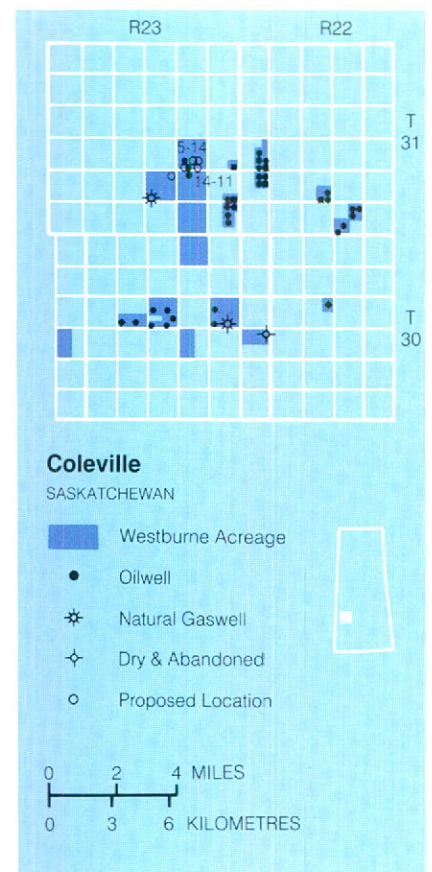 R23 R22
T
31
5-14
14-11
T
30
Coleville
SASKATCHEWAN
Westburne Acreage
Oilwell
Natural Gaswell
Dry & Abandoned
Proposed Location
0 2 4 MILES
0 3 6 KILOMETRES